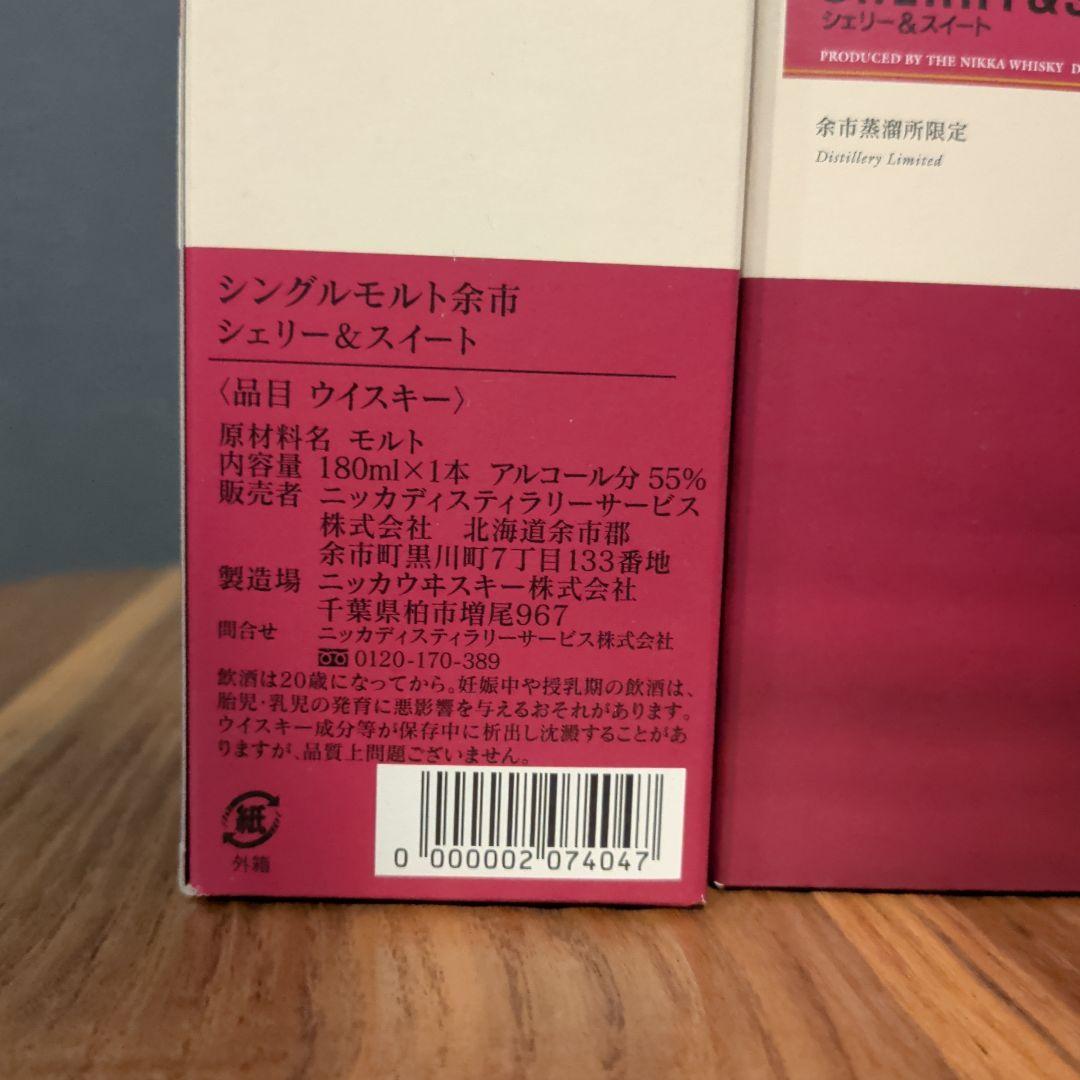 シングルモルト余市
シェリー&スイート
〈品目 ウイスキー〉
原材料名 モルト
内容量 180ml×1本 アルコール分 55%
販売者 ニッカディスティラリーサービス
株式会社 北海道余市郡
余市町黒川町7丁目133番地
製造場 ニッカウヰスキー株式会社
千葉県柏市増尾967
問合せ ニッカディスティラリーサービス株式会社
0120-170-389
飲酒は20歳になってから。妊娠中や授乳期の飲酒は、
胎児・乳児の発育に悪影響を与えるおそれがあります。
ウイスキー成分等が保存中に析出し沈澱することがあ
りますが、品質上問題ございません。
紙
外箱
0 000002 074047
シェリー&スイート
PRODUCED BY THE NIKKA WHISKY
余市蒸溜所限定
Distillery Limited